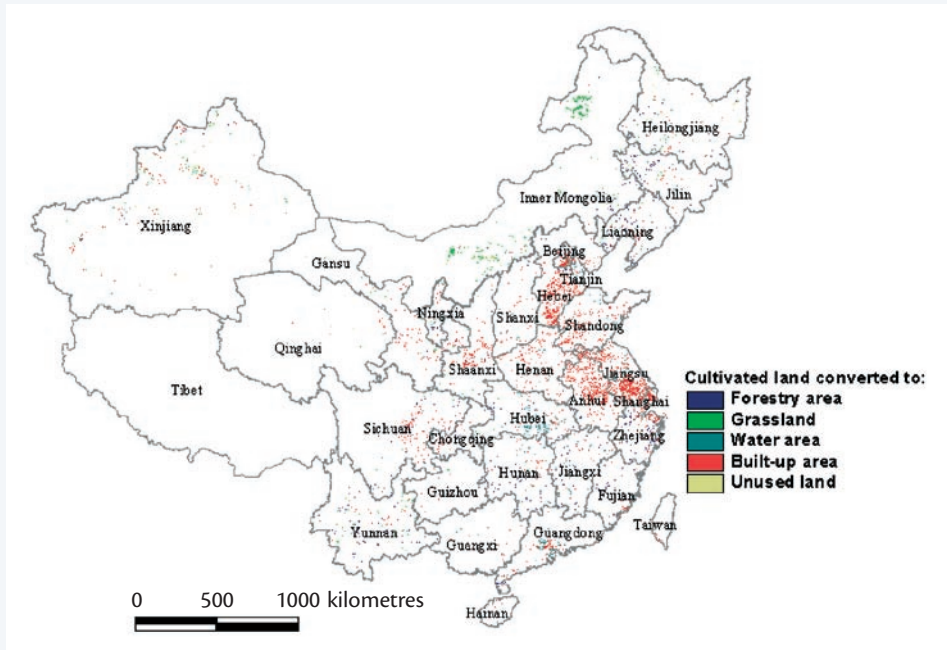 Heilongjiang
Jilin
Inner Mongolia
Liaoning
Xinjiang
Gansu
Beijing
Tianjin
Hebei
Ningxia
Shanxi
Shandong
Qinghai
Shaanxi
Henan
Jiangsu
Tibet
Anhui
Shanghai
Hubei
Sichuan
Chongqing
Zhejiang
Hunan
Jiangxi
Guizhou
Fujian
Taiwan
Yunnan
Guangxi
Guangdong
Hainan
Cultivated land converted to:
Forestry area
Grassland
Water area
Built-up area
Unused land
0 500 1000 kilometres